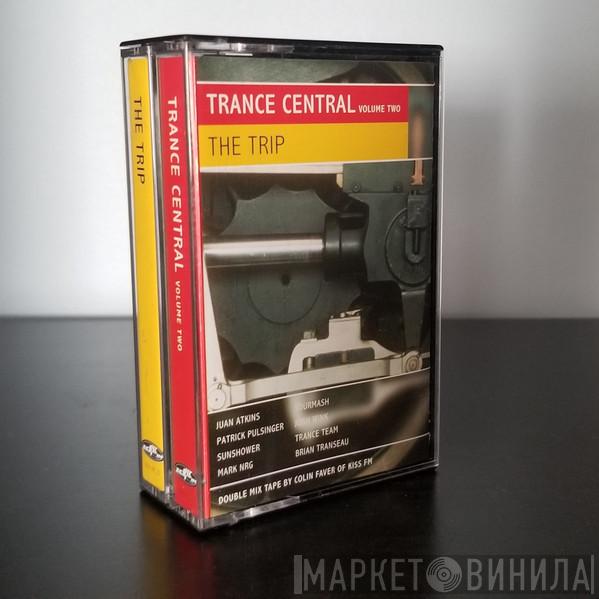 THE TRIP
TRANCE CENTRAL VOLUME TWO
TRANCE CENTRAL VOLUME TWO
THE TRIP
JUAN ATKINS
PATRICK PULSINGER
SUNSHOWER
MARK NRG
TRANCE TEAM
BRIAN TRANSEAU
DOUBLE MIX TAPE BY COLIN FAVER OF KISS FM
МАРКЕТ ВИНИЛА